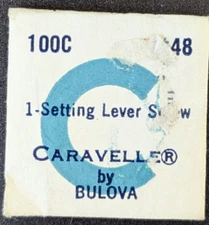 100C 48
1-Setting Lever Screw
CARAVELLE®
by
BULOVA